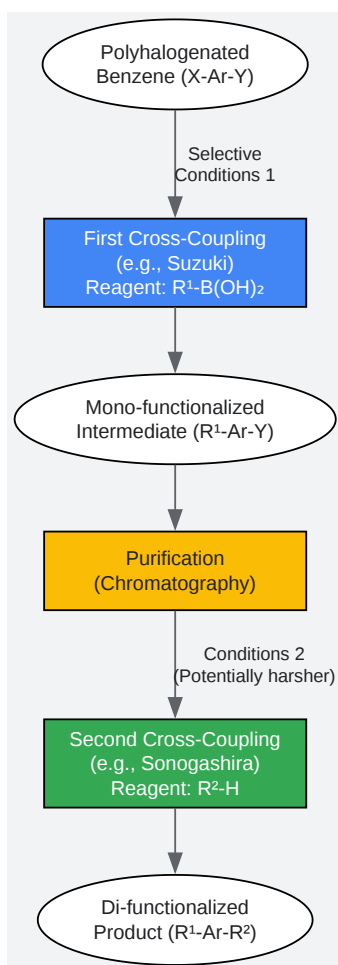 Polyhalogenated
Benzene (X-Ar-Y)
Selective
Conditions 1
First Cross-Coupling
(e.g., Suzuki)
Reagent: R¹-B(OH)₂
Mono-functionalized
Intermediate (R¹-Ar-Y)
Purification
(Chromatography)
Conditions 2
(Potentially harsher)
Second Cross-Coupling
(e.g., Sonogashira)
Reagent: R²-H
Di-functionalized
Product (R¹-Ar-R²)